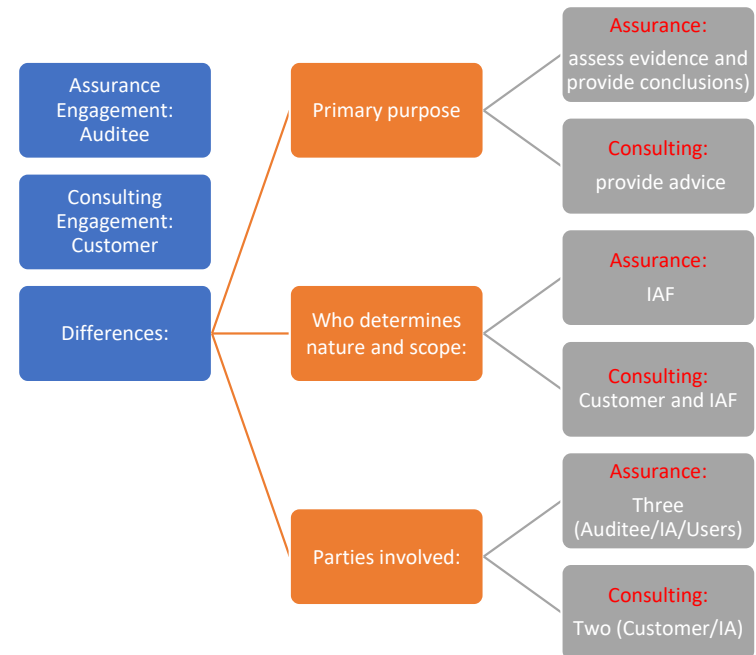 Assurance
Engagement:
Auditee
Consulting
Engagement:
Customer
Differences:
Primary purpose
Assurance:
assess evidence and
provide conclusions)
Consulting:
provide advice
Who determines
nature and scope:
Assurance:
IAF
Consulting:
Customer and IAF
Parties involved:
Assurance:
Three
(Auditee/IA/Users)
Consulting:
Two (Customer/IA)